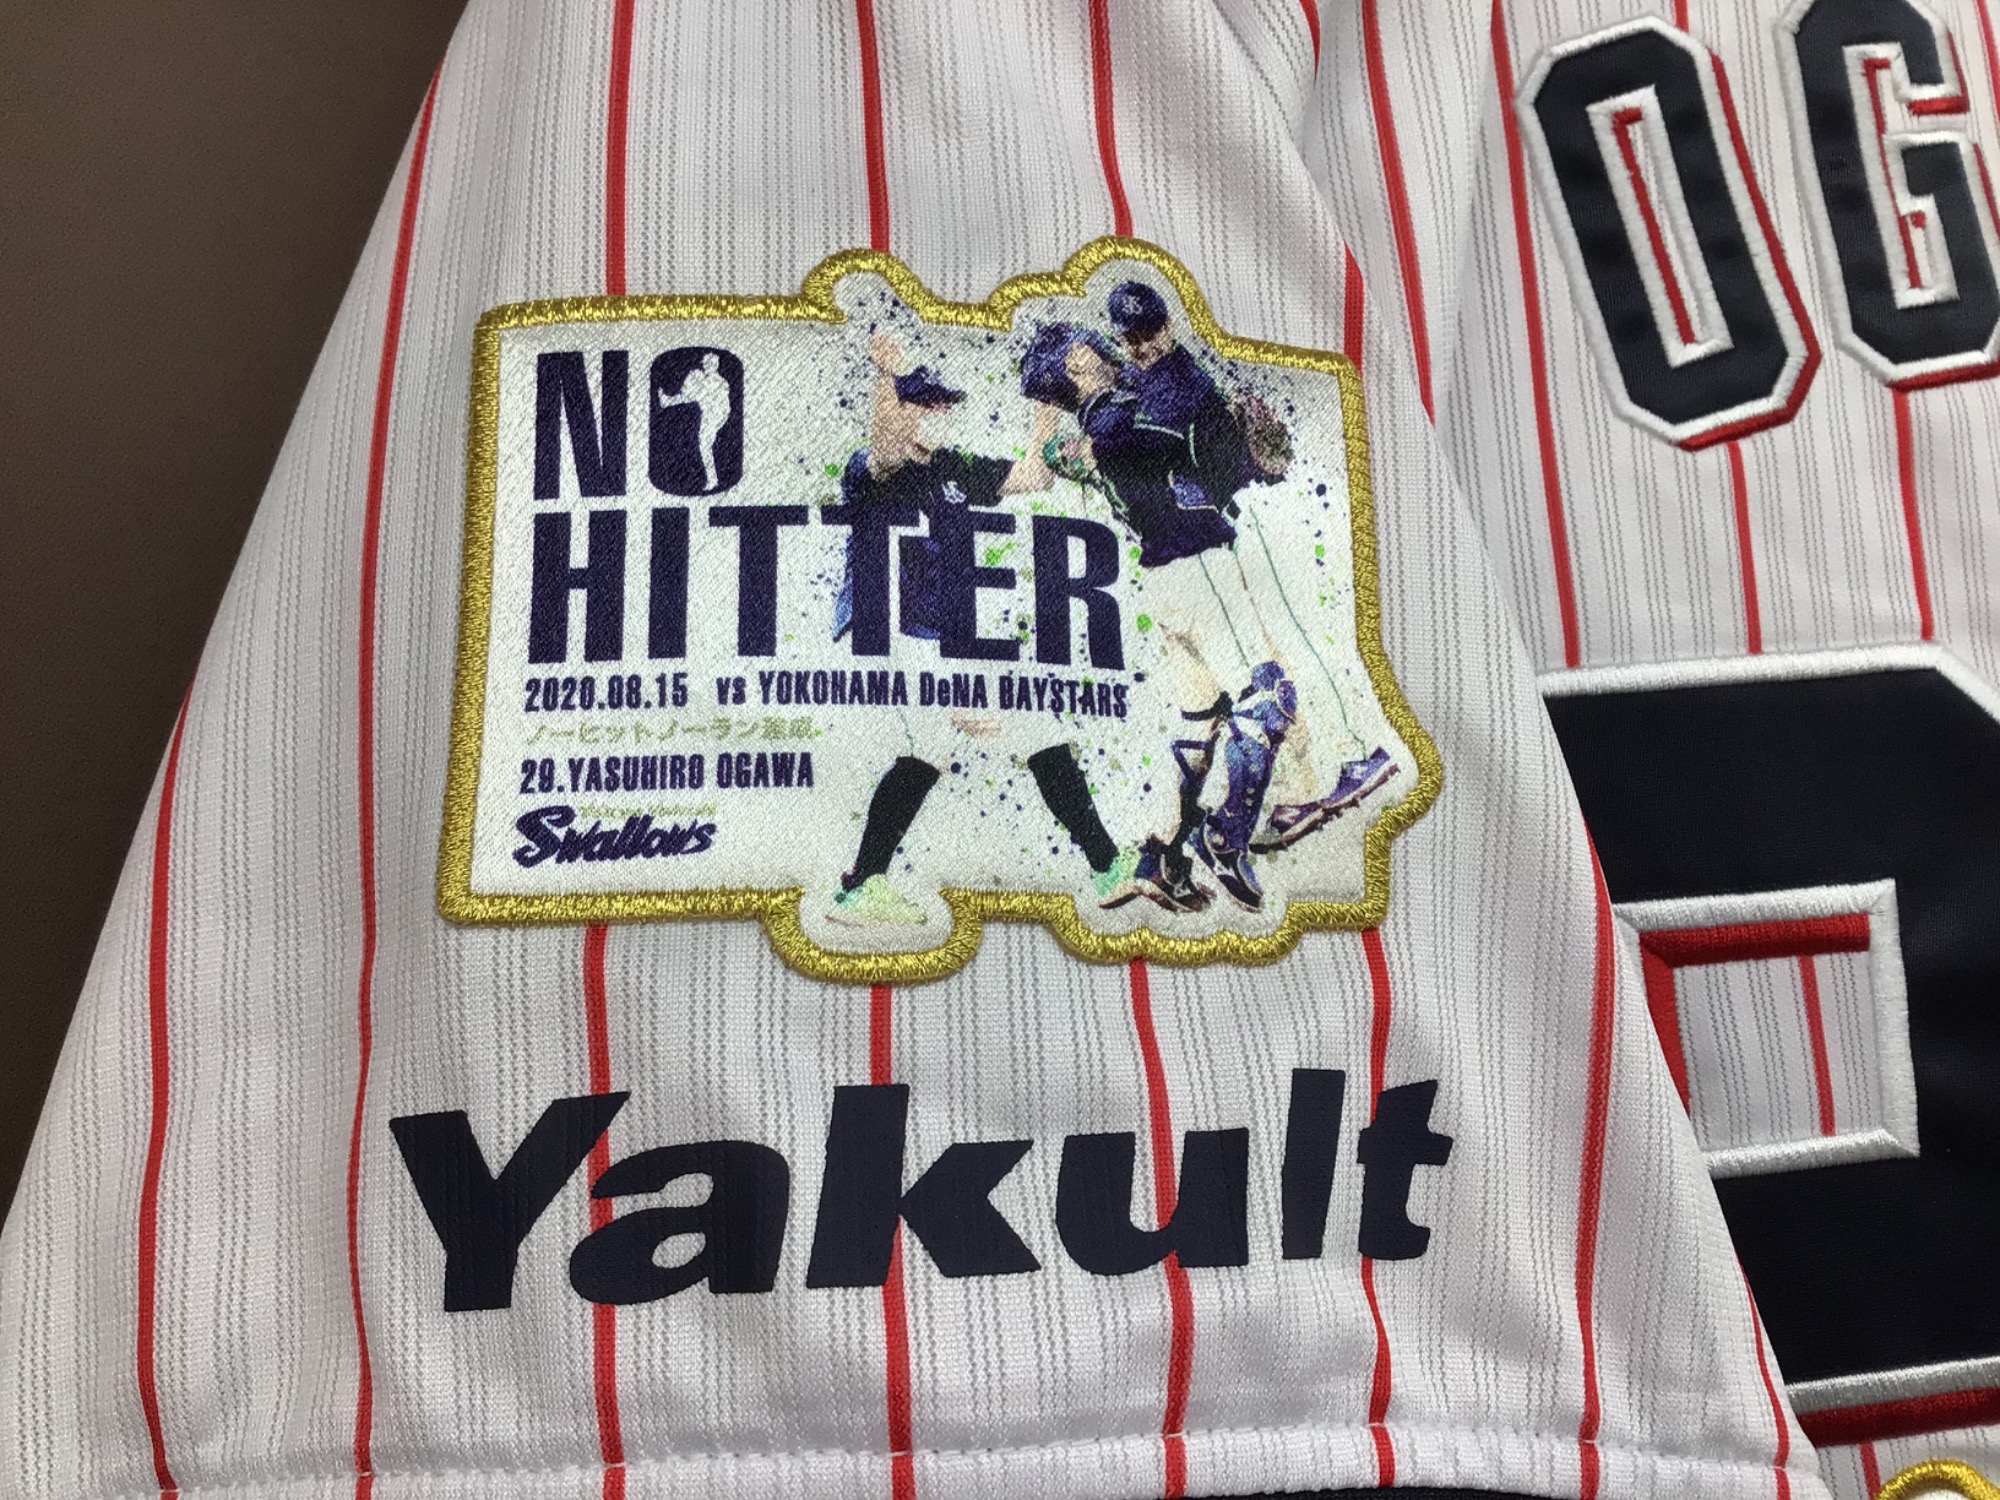 OG
NO
HITTER
2020.08.15 vs YOKOHAMA DeNA BAYSTARS
ノーヒットノーラン達成
29.YASUHIRO OGAWA
Swallows
Yakult